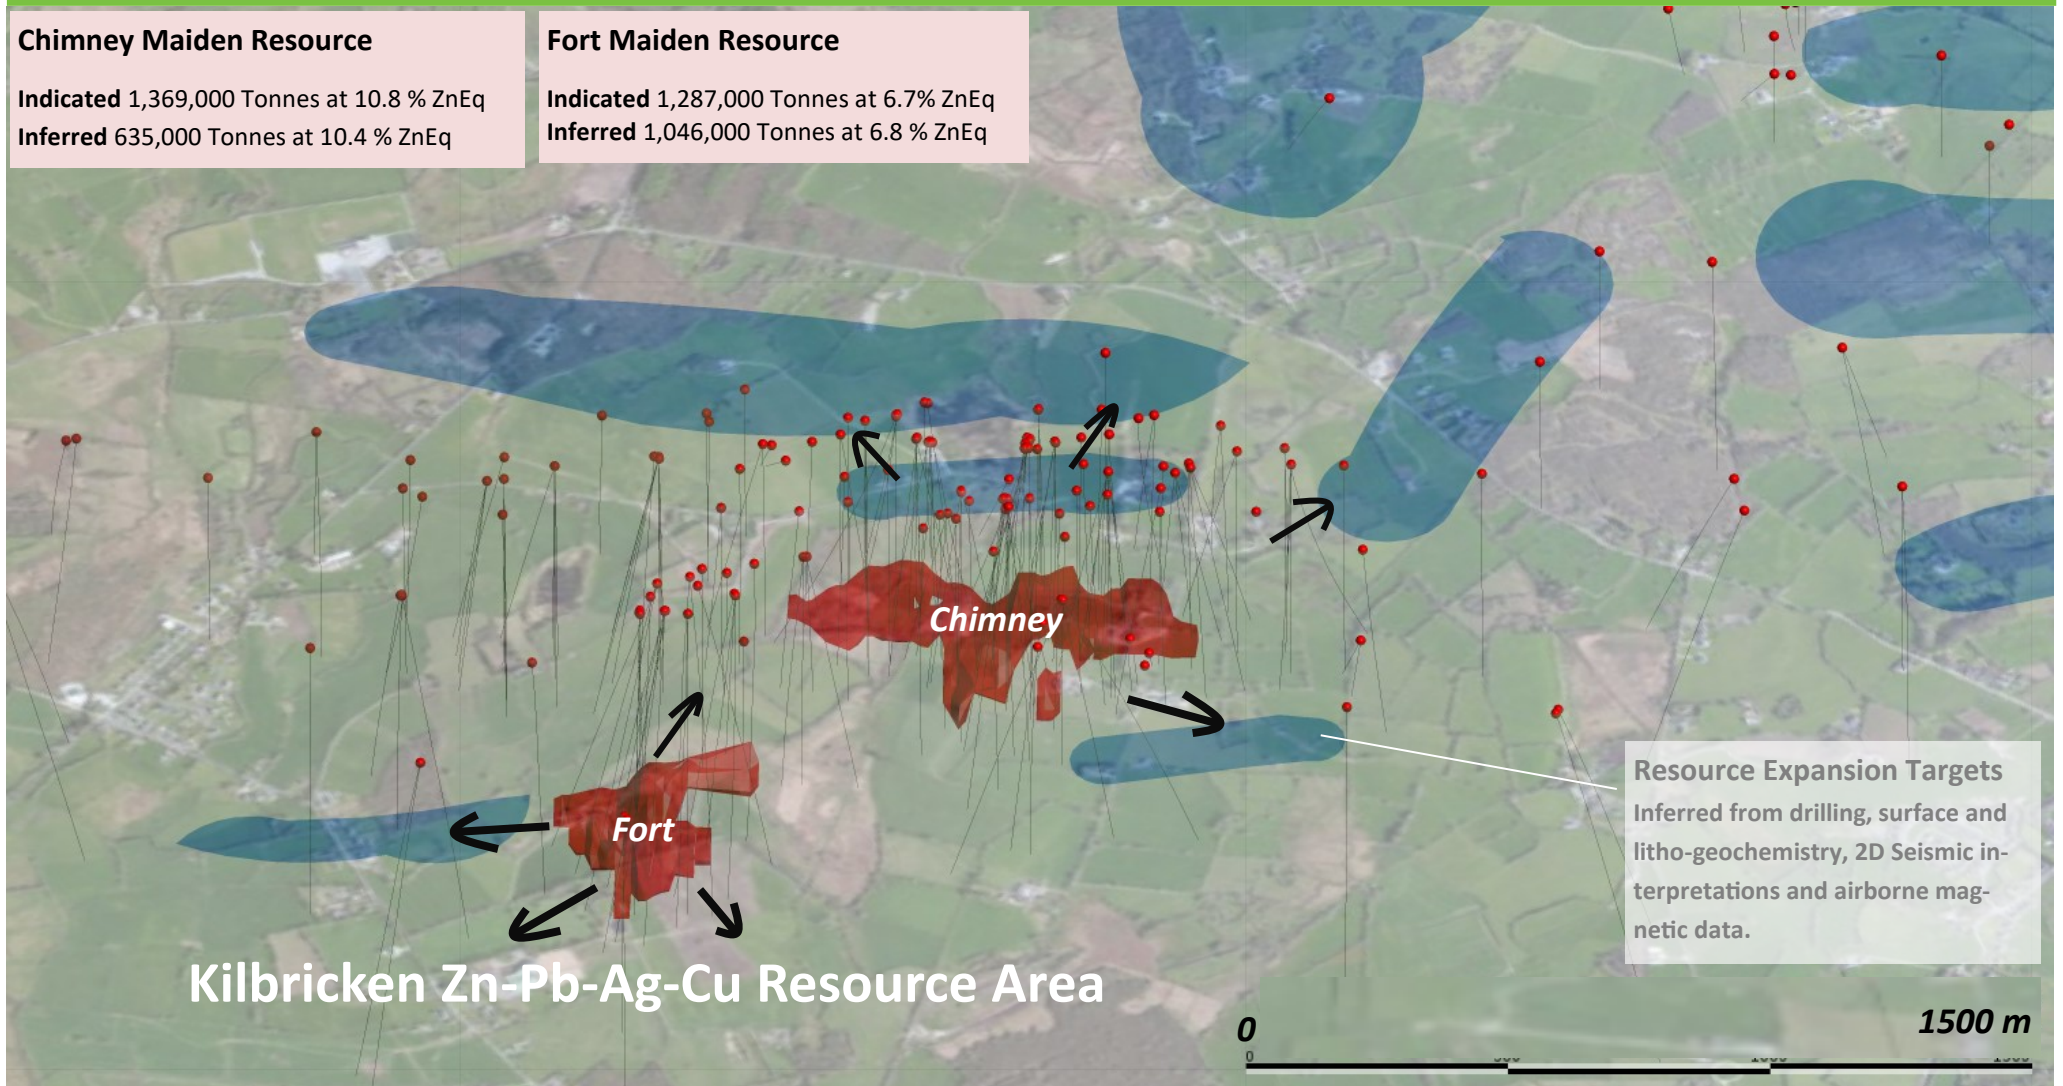 Chimney Maiden Resource
Indicated 1,369,000 Tonnes at 10.8 % ZnEq
Inferred 635,000 Tonnes at 10.4 % ZnEq
Fort Maiden Resource
Indicated 1,287,000 Tonnes at 6.7% ZnEq
Inferred 1,046,000 Tonnes at 6.8 % ZnEq
Chimney
Fort
Resource Expansion Targets
Inferred from drilling, surface and
litho-geochemistry, 2D Seismic in-
terpretations and airborne mag-
netic data.
Kilbricken Zn-Pb-Ag-Cu Resource Area
0
1500 m
0
500
1000
1500